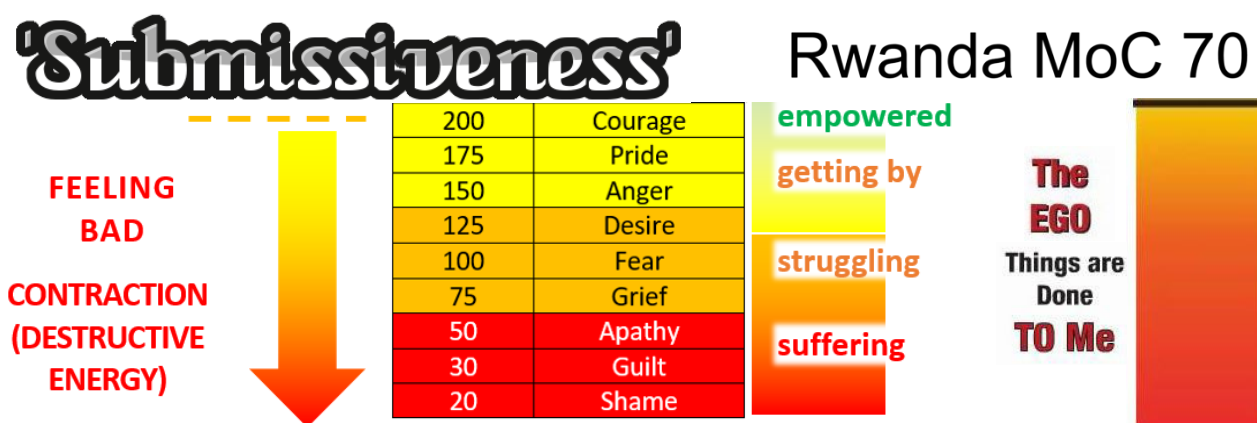 'Submissiveness'
Rwanda MoC 70
FEELING
BAD
CONTRACTION
(DESTRUCTIVE
ENERGY)
200 Courage
175 Pride
150 Anger
125 Desire
100 Fear
75 Grief
50 Apathy
30 Guilt
20 Shame
empowered
getting by
struggling
suffering
The
EGO
Things are
Done
TO Me